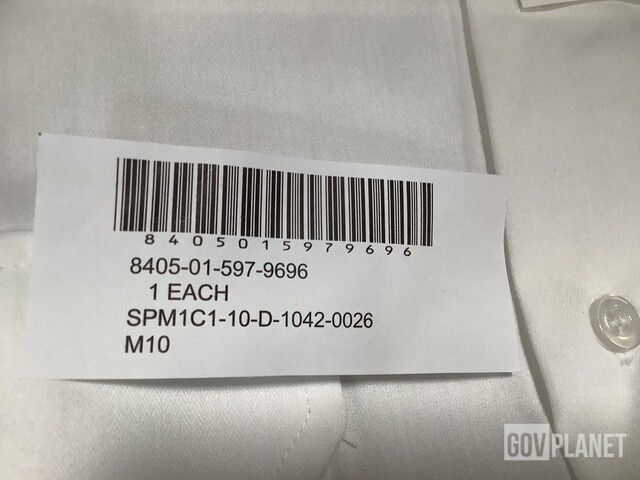 8405015979696
8405-01-597-9696
1 EACH
SPM1C1-10-D-1042-0026
M10
GOVPLANET